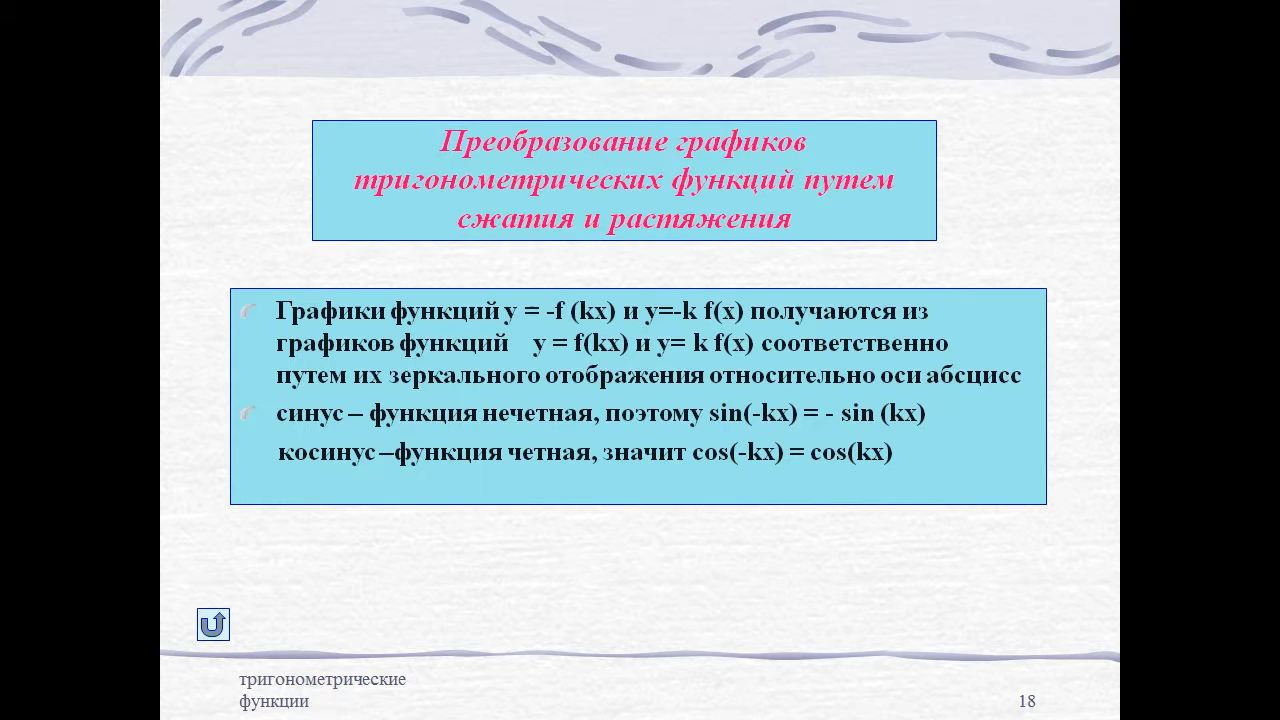 Преобразование графиков
тригонометрических функций путем
сжатия и растяжения
Графики функций y = -f (kx) и y=-k f(x) получаются из
графиков функций y = f(kx) и y= k f(x) соответственно
путем их зеркального отображения относительно оси абсцисс
синус – функция нечетная, поэтому sin(-kx) = - sin (kx)
косинус –функция четная, значит cos(-kx) = cos(kx)
тригонометрические
функции
18